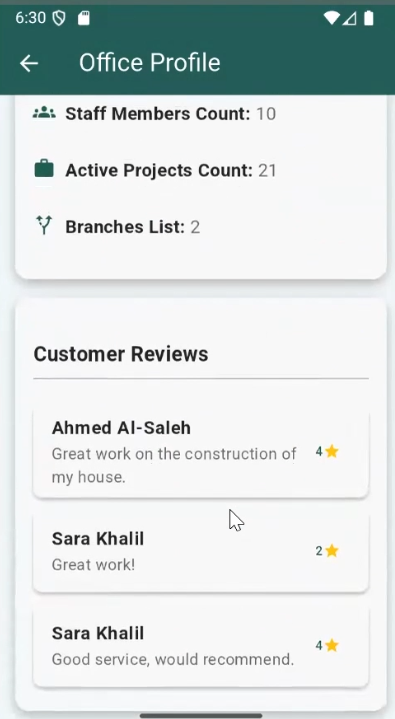 6:30
Office Profile
Staff Members Count: 10
Active Projects Count: 21
Branches List: 2
Customer Reviews
Ahmed Al-Saleh
Great work on the construction of
my house.
4
Sara Khalil
Great work!
2
Sara Khalil
Good service, would recommend.
4